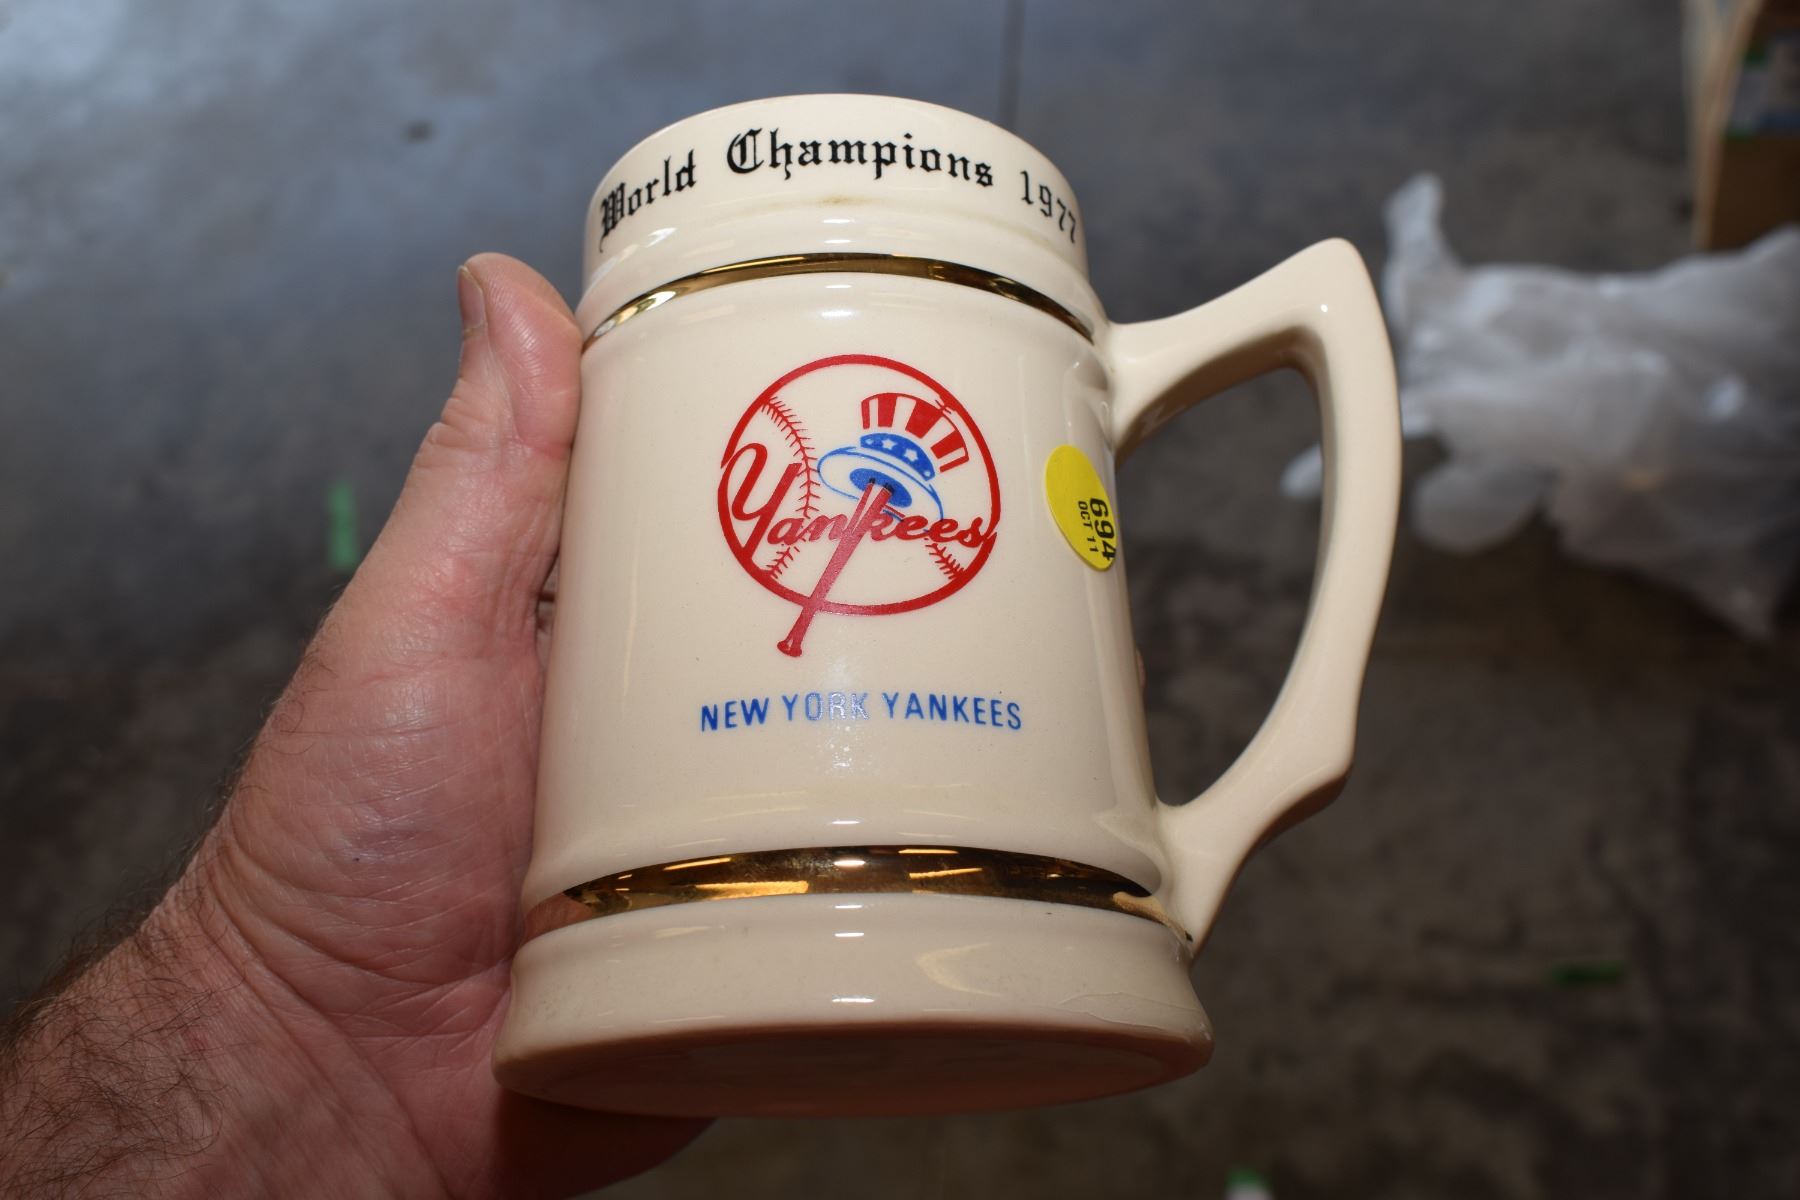 World Champions 1977
Yankees
NEW YORK YANKEES
694
OCT 11